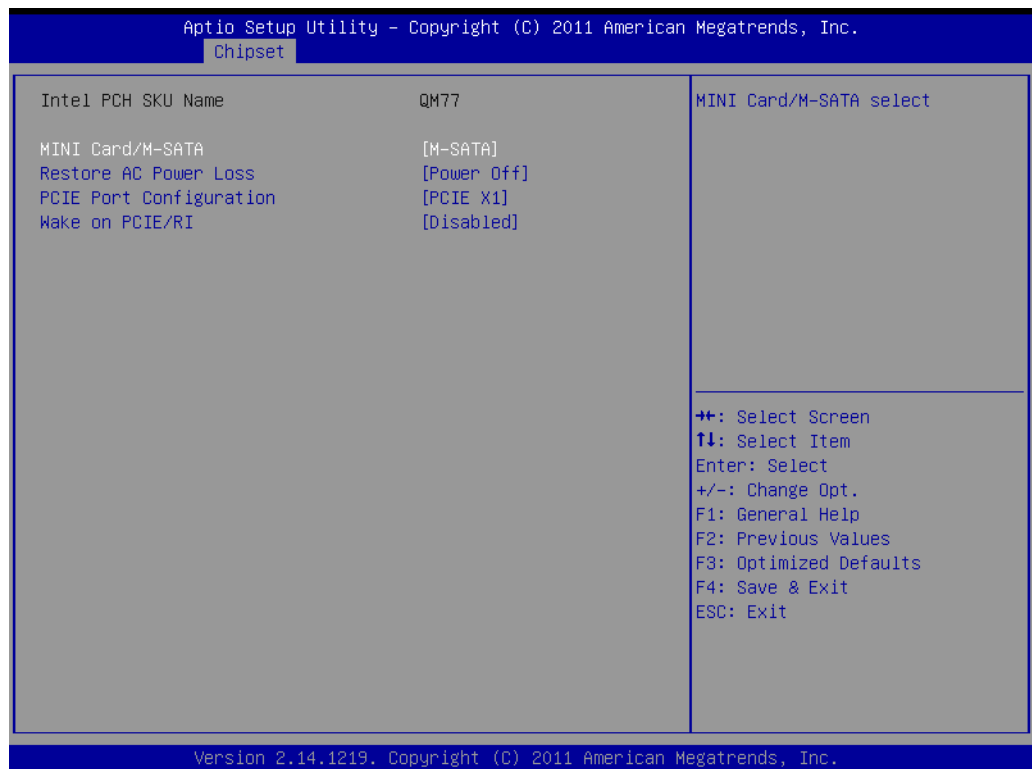 Aptio Setup Utility – Copyright (C) 2011 American Megatrends, Inc.
Chipset
Intel PCH SKU Name QM77
MINI Card/M-SATA [M-SATA]
Restore AC Power Loss [Power Off]
PCIE Port Configuration [PCIE X1]
Wake on PCIE/RI [Disabled]
MINI Card/M-SATA select
→←: Select Screen
↑↓: Select Item
Enter: Select
+/-: Change Opt.
F1: General Help
F2: Previous Values
F3: Optimized Defaults
F4: Save & Exit
ESC: Exit
Version 2.14.1219. Copyright (C) 2011 American Megatrends, Inc.